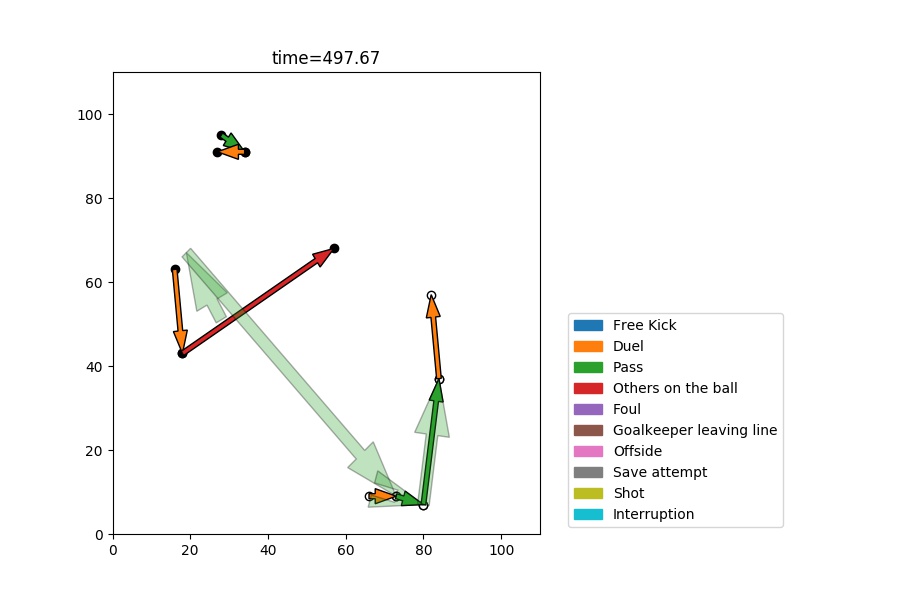 time=497.67
100
80
60
40
20
0
0 20 40 60 80 100
Free Kick
Duel
Pass
Others on the ball
Foul
Goalkeeper leaving line
Offside
Save attempt
Shot
Interruption